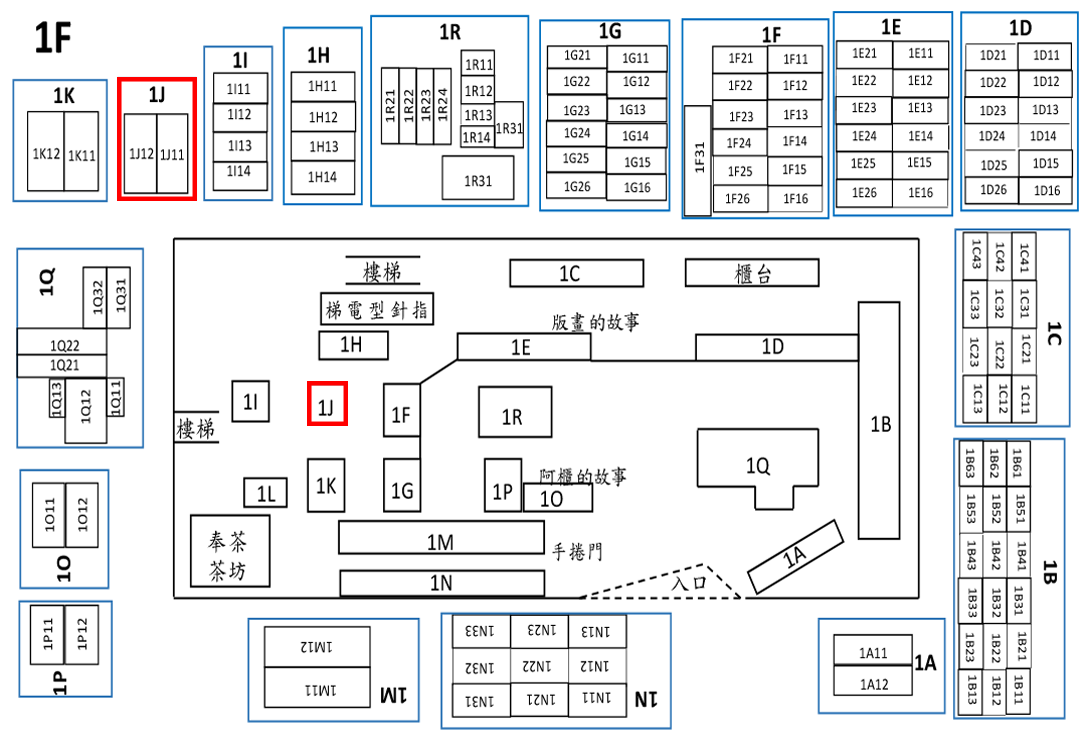 1F
1K
1K12 1K11
1J
1J12 1J11
1I
1I11
1I12
1I13
1I14
1H
1H11
1H12
1H13
1H14
1R
1R21 1R22 1R23 1R24
1R11
1R12
1R13
1R14
1R31
1R31
1G
1G21 1G11
1G22 1G12
1G23 1G13
1G24 1G14
1G25 1G15
1G26 1G16
1F
1F31
1F21 1F11
1F22 1F12
1F23 1F13
1F24 1F14
1F25 1F15
1F26 1F16
1E
1E21 1E11
1E22 1E12
1E23 1E13
1E24 1E14
1E25 1E15
1E26 1E16
1D
1D21 1D11
1D22 1D12
1D23 1D13
1D24 1D14
1D25 1D15
1D26 1D16
1Q
1Q32 1Q31
1Q22
1Q21
1Q13 1Q12 1Q11
1O11 1O12
1O
1P11 1P12
1P
樓梯
梯電型針指
1C
櫃台
版畫的故事
1H
1E
1D
1I
1J
1F
1R
1B
樓梯
1L
1K
1G
1P
阿櫃的故事
1O
1Q
奉茶
茶坊
1M
手捲門
1N
入口
1A
1C43 1C42 1C41
1C33 1C32 1C31
1C23 1C22 1C21
1C13 1C12 1C11
1C
1B63 1B62 1B61
1B53 1B52 1B51
1B43 1B42 1B41
1B33 1B32 1B31
1B23 1B22 1B21
1B13 1B12 1B11
1B
1M12
1M11
1M
1N33 1N23 1N13
1N32 1N22 1N12
1N31 1N21 1N11
1N
1A11
1A12
1A